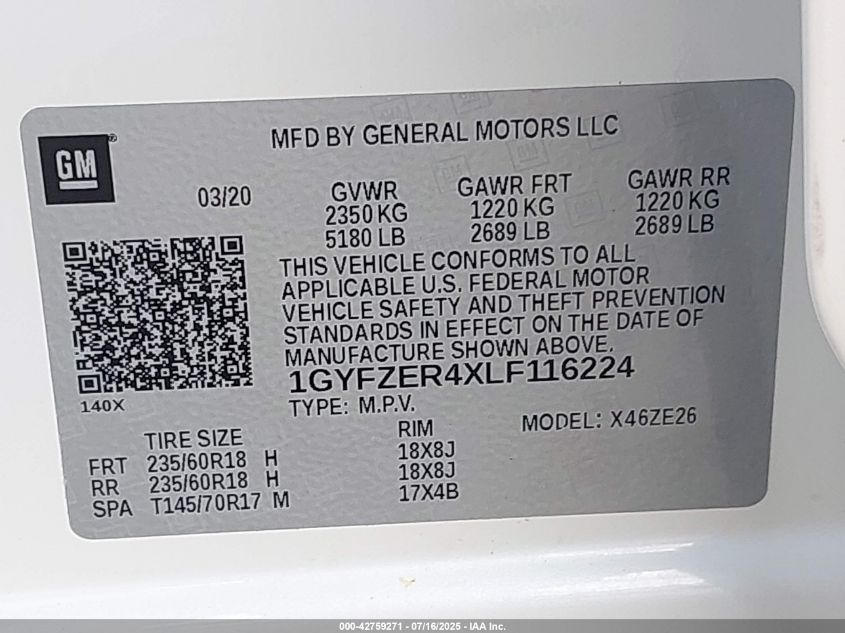 MFD BY GENERAL MOTORS LLC
GM
03/20
GVWR GAWR FRT GAWR RR
2350 KG 1220 KG 1220 KG
5180 LB 2689 LB 2689 LB
THIS VEHICLE CONFORMS TO ALL
APPLICABLE U.S. FEDERAL MOTOR
VEHICLE SAFETY AND THEFT PREVENTION
STANDARDS IN EFFECT ON THE DATE OF
MANUFACTURE SHOWN ABOVE.
1GYFZER4XLF116224
140X
TYPE: M.P.V. MODEL: X46ZE26
TIRE SIZE RIM
FRT 235/60R18 H 18X8J
RR 235/60R18 H 18X8J
SPA T145/70R17 M 17X4B
000-42759271 - 07/16/2025 - IAA Inc.